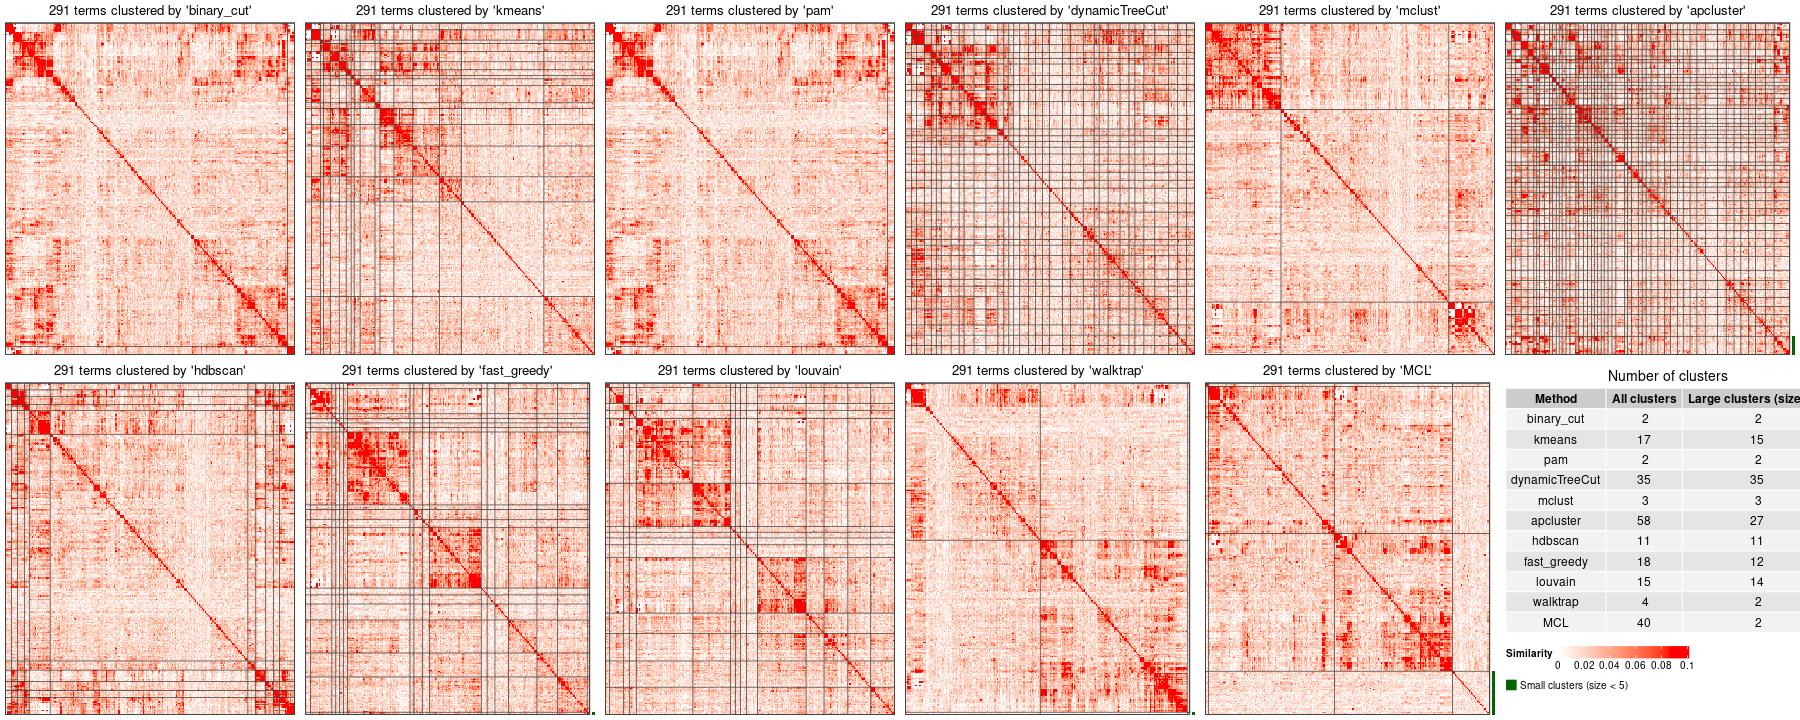 291 terms clustered by 'binary_cut'
291 terms clustered by 'kmeans'
291 terms clustered by 'pam'
291 terms clustered by 'dynamicTreeCut'
291 terms clustered by 'mclust'
291 terms clustered by 'apcluster'
291 terms clustered by 'hdbscan'
291 terms clustered by 'fast_greedy'
291 terms clustered by 'louvain'
291 terms clustered by 'walktrap'
291 terms clustered by 'MCL'
Number of clusters
Method All clusters Large clusters (size
binary_cut 2 2
kmeans 17 15
pam 2 2
dynamicTreeCut 35 35
mclust 3 3
apcluster 58 27
hdbscan 11 11
fast_greedy 18 12
louvain 15 14
walktrap 4 2
MCL 40 2
Similarity
0 0.02 0.04 0.06 0.08 0.1
Small clusters (size < 5)